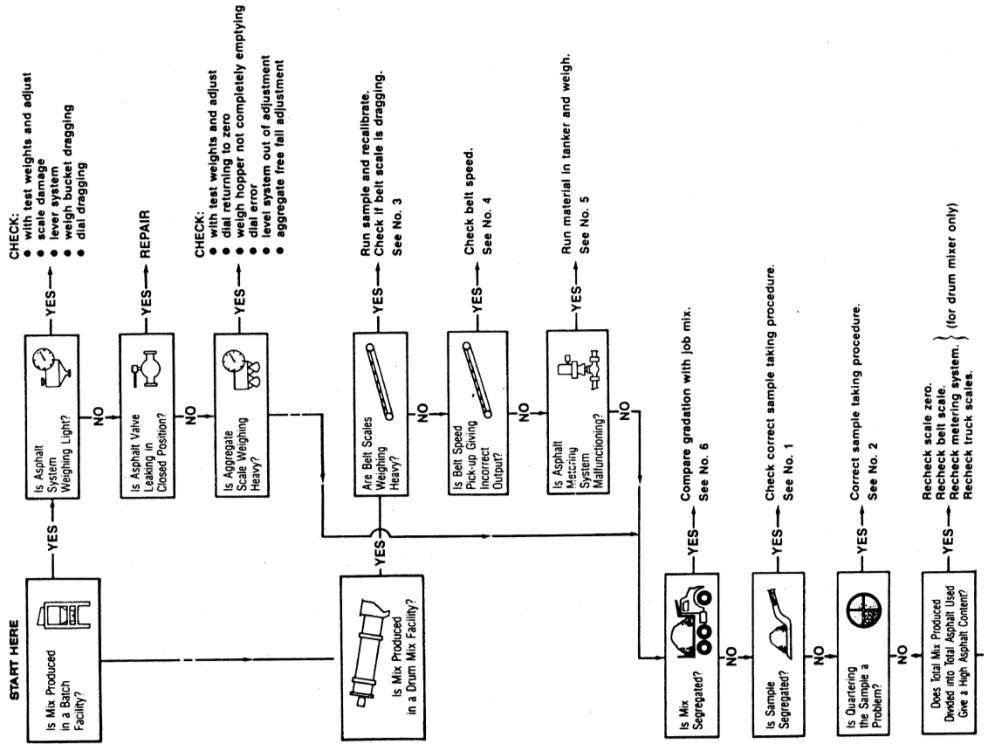 START HERE
Is Mix Produced
in a Batch
Facility?
YES
Is Asphalt
System
Weighing Light?
YES
CHECK:
• with test weights and adjust
• scale damage
• lever system
• weigh bucket dragging
• dial dragging
NO
Is Asphalt Valve
Leaking in
Closed Position?
YES
REPAIR
NO
Is Aggregate
Scale Weighing
Heavy?
YES
CHECK:
• with test weights and adjust
• dial returning to zero
• weigh hopper not completely emptying
• dial error
• level system out of adjustment
• aggregate free fall adjustment
Is Mix Produced
in a Drum Mix Facility?
YES
Are Belt Scales
Weighing
Heavy?
YES
Run sample and recalibrate.
Check if belt scale is dragging.
See No. 3
NO
Is Belt Speed
Pick-up Giving
Incorrect
Output?
YES
Check belt speed.
See No. 4
NO
Is Asphalt
Metering
System
Malfunctioning?
YES
Run material in tanker and weigh.
See No. 5
NO
Is Mix
Segregated?
YES
Compare gradation with job mix.
See No. 6
NO
Is Sample
Segregated?
YES
Check correct sample taking procedure.
See No. 1
NO
Is Quartering
the Sample a
Problem?
YES
Correct sample taking procedure.
See No. 2
NO
Does Total Mix Produced
Divided into Total Asphalt Used
Give a High Asphalt Content?
YES
Recheck scale zero.
Recheck belt scale.
Recheck metering system.
Recheck truck scales.
} (for drum mixer only)